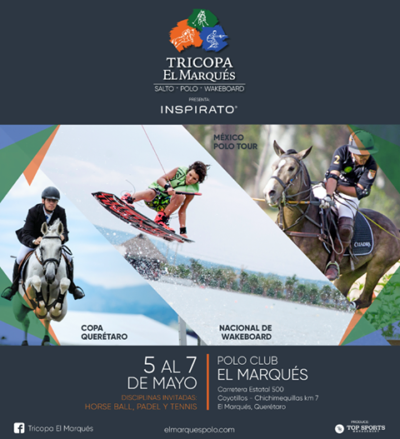 TRICOPA
EL MARQUÉS
SALTO · POLO · WAKEBOARD
PRESENTA
INSPIRATO®
MÉXICO
POLO TOUR
COPA
QUERÉTARO
NACIONAL DE
WAKEBOARD
5 AL 7
DE MAYO
DISCIPLINAS INVITADAS:
HORSE BALL, PADEL Y TENNIS
POLO CLUB
EL MARQUÉS
Carretera Estatal 500
Coyotillos - Chichimequillas km 7
El Marqués, Querétaro
Tricopa El Marqués
almarquespolo.com
PRODUCE
TOP SPORTS